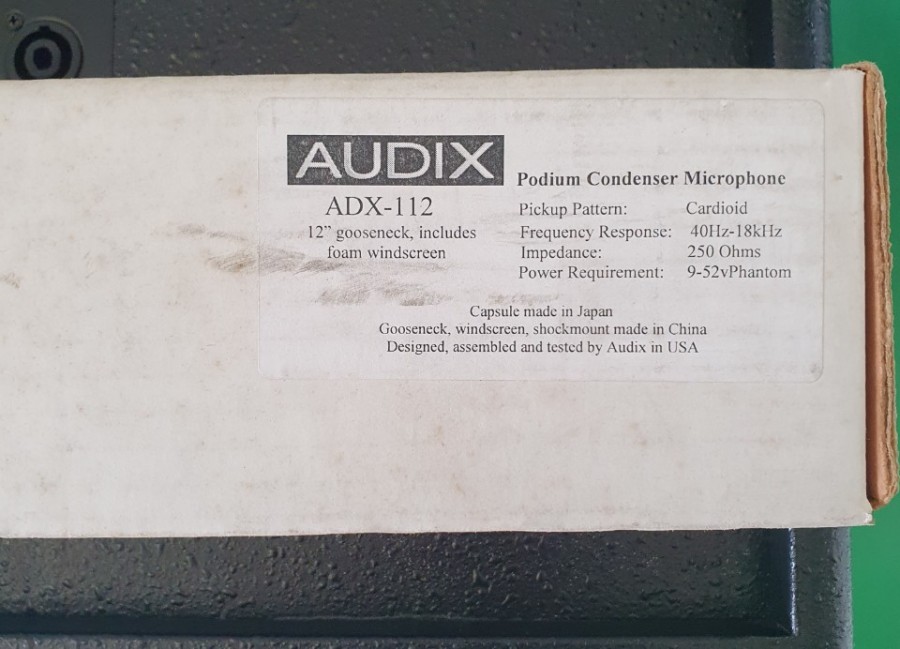 AUDIX
ADX-112
12” gooseneck, includes
foam windscreen
Podium Condenser Microphone
Pickup Pattern: Cardioid
Frequency Response: 40Hz-18kHz
Impedance: 250 Ohms
Power Requirement: 9-52vPhantom
Capsule made in Japan
Gooseneck, windscreen, shockmount made in China
Designed, assembled and tested by Audix in USA